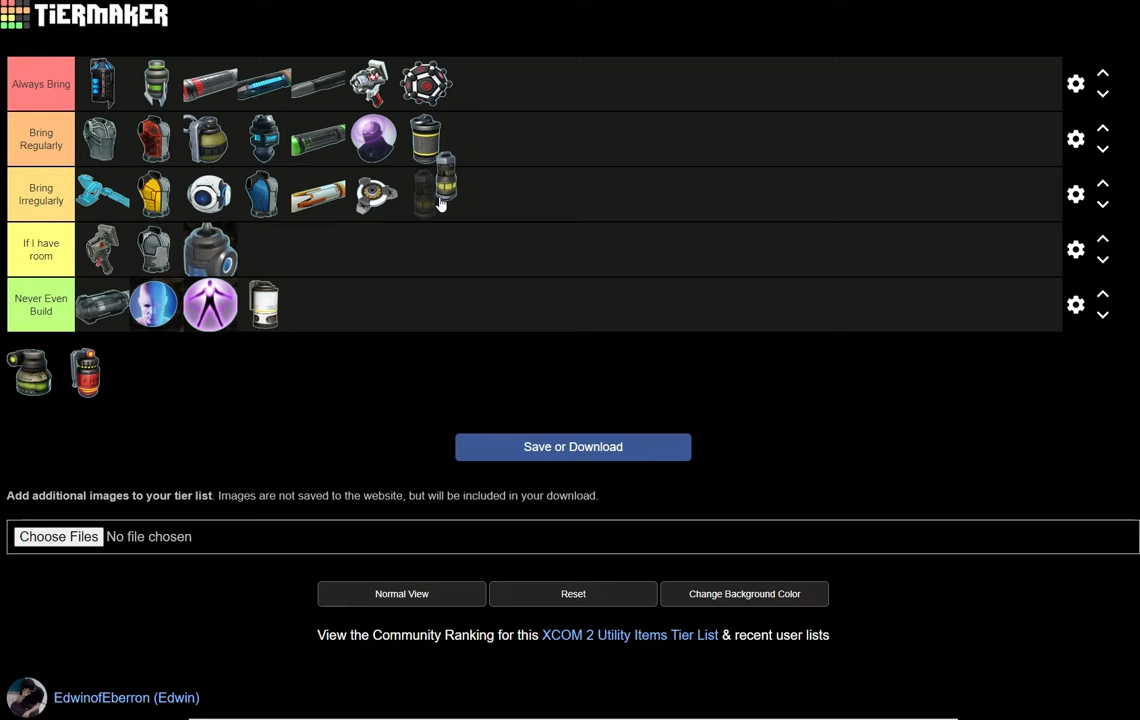 TiERMAKER
Always Bring
Bring
Regularly
Bring
Irregularly
If I have
room
Never Even
Build
Save or Download
Add additional images to your tier list. Images are not saved to the website, but will be included in your download.
Choose Files No file chosen
Normal View
Reset
Change Background Color
View the Community Ranking for this XCOM 2 Utility Items Tier List & recent user lists
EdwinofEberron (Edwin)